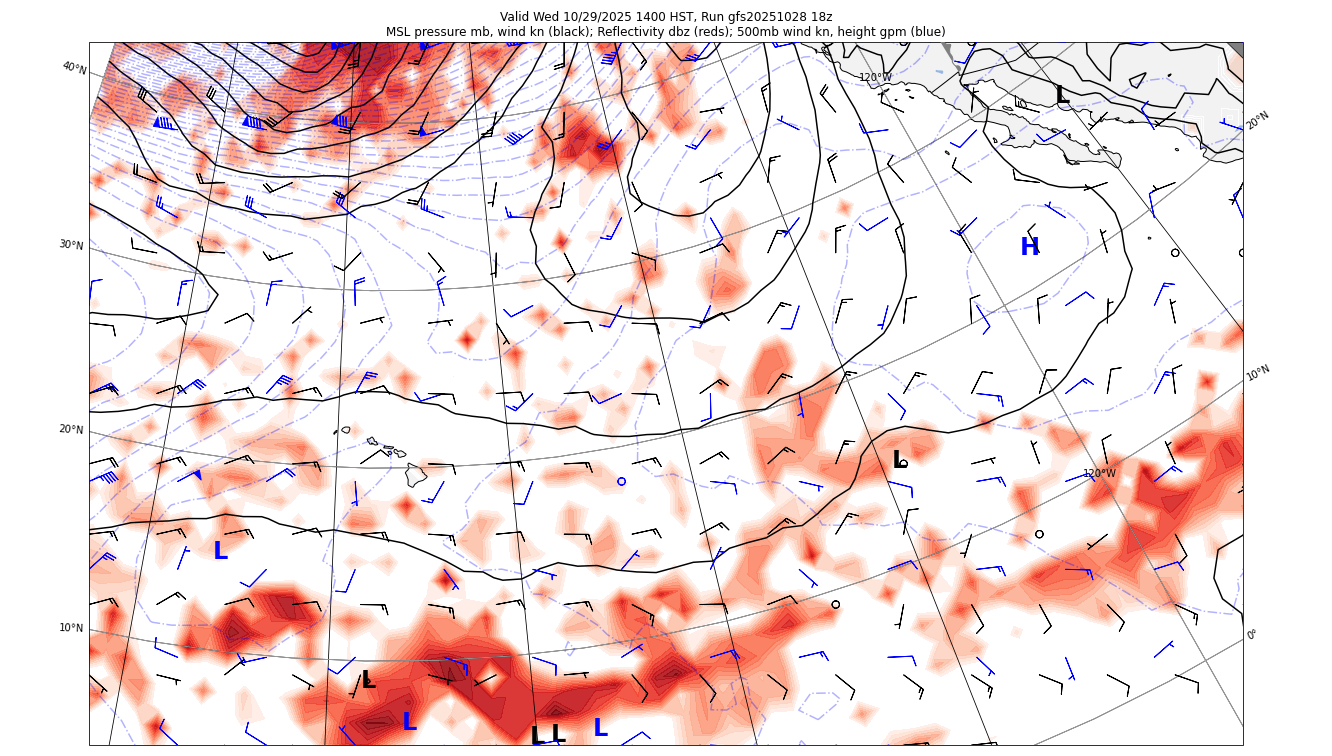 Valid Wed 10/29/2025 1400 HST, Run gfs20251028 18z
MSL pressure mb, wind kn (black); Reflectivity dbz (reds); 500mb wind kn, height gpm (blue)
40°N
120°W
L
20°N
30°N
H
10°N
20°N
L
120°W
L
10°N
0°
L
L
L
L
L